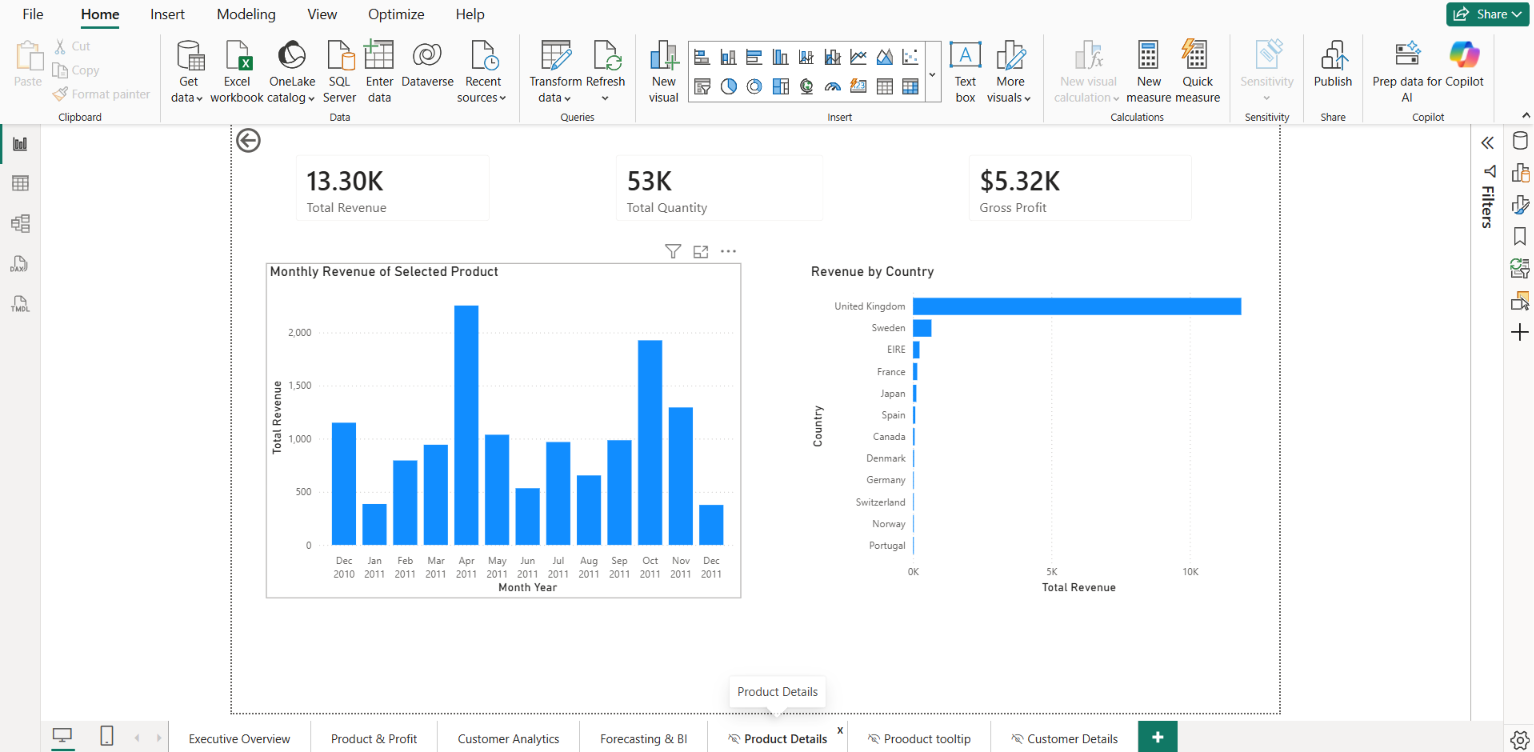 File Home Insert Modeling View Optimize Help Share
Paste
Cut
Copy
Format painter
Clipboard
Get data
Excel workbook
OneLake catalog
SQL Server
Enter data
Dataverse
Recent sources
Data
Transform data
Refresh
Queries
New visual
Text box
More visuals
Insert
New visual calculation
New measure
Quick measure
Calculations
Sensitivity
Sensitivity
Publish
Share
Prep data for AI
Copilot
Copilot
DAX
TMDL
13.30K
Total Revenue
53K
Total Quantity
$5.32K
Gross Profit
Filters
Monthly Revenue of Selected Product
Total Revenue
2,000
1,500
1,000
500
0
Dec Jan Feb Mar Apr May Jun Jul Aug Sep Oct Nov Dec
2010 2011 2011 2011 2011 2011 2011 2011 2011 2011 2011 2011 2011
Month Year
Revenue by Country
Country
United Kingdom
Sweden
EIRE
France
Japan
Spain
Canada
Denmark
Germany
Switzerland
Norway
Portugal
0K 5K 10K
Total Revenue
Product Details
Executive Overview Product & Profit Customer Analytics Forecasting & BI Product Details x Prooduct tooltip Customer Details +